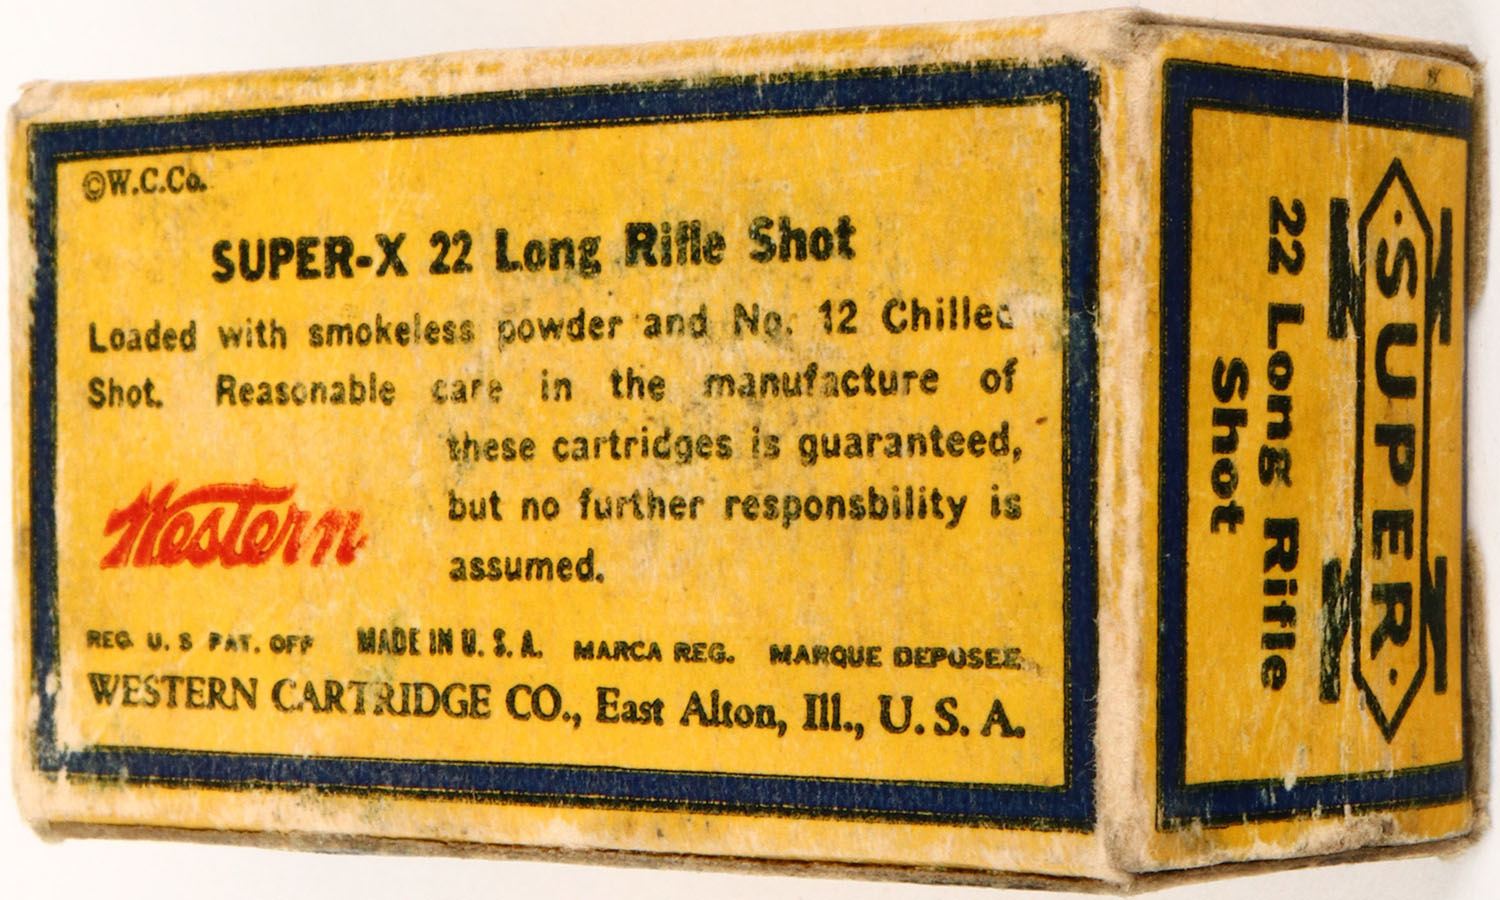 ©W.C.Co.
SUPER-X 22 Long Rifle Shot
Loaded with smokeless powder and No. 12 Chilled
Shot. Reasonable care in the manufacture of
these cartridges is guaranteed,
but no further responsbility is
assumed.
Western
REG. U. S PAT. OFF MADE IN U. S. A. MARCA REG. MARQUE DEPOSEE
WESTERN CARTRIDGE CO., East Alton, Ill., U. S. A.
·SUPER·
X
22 Long Rifle
Shot